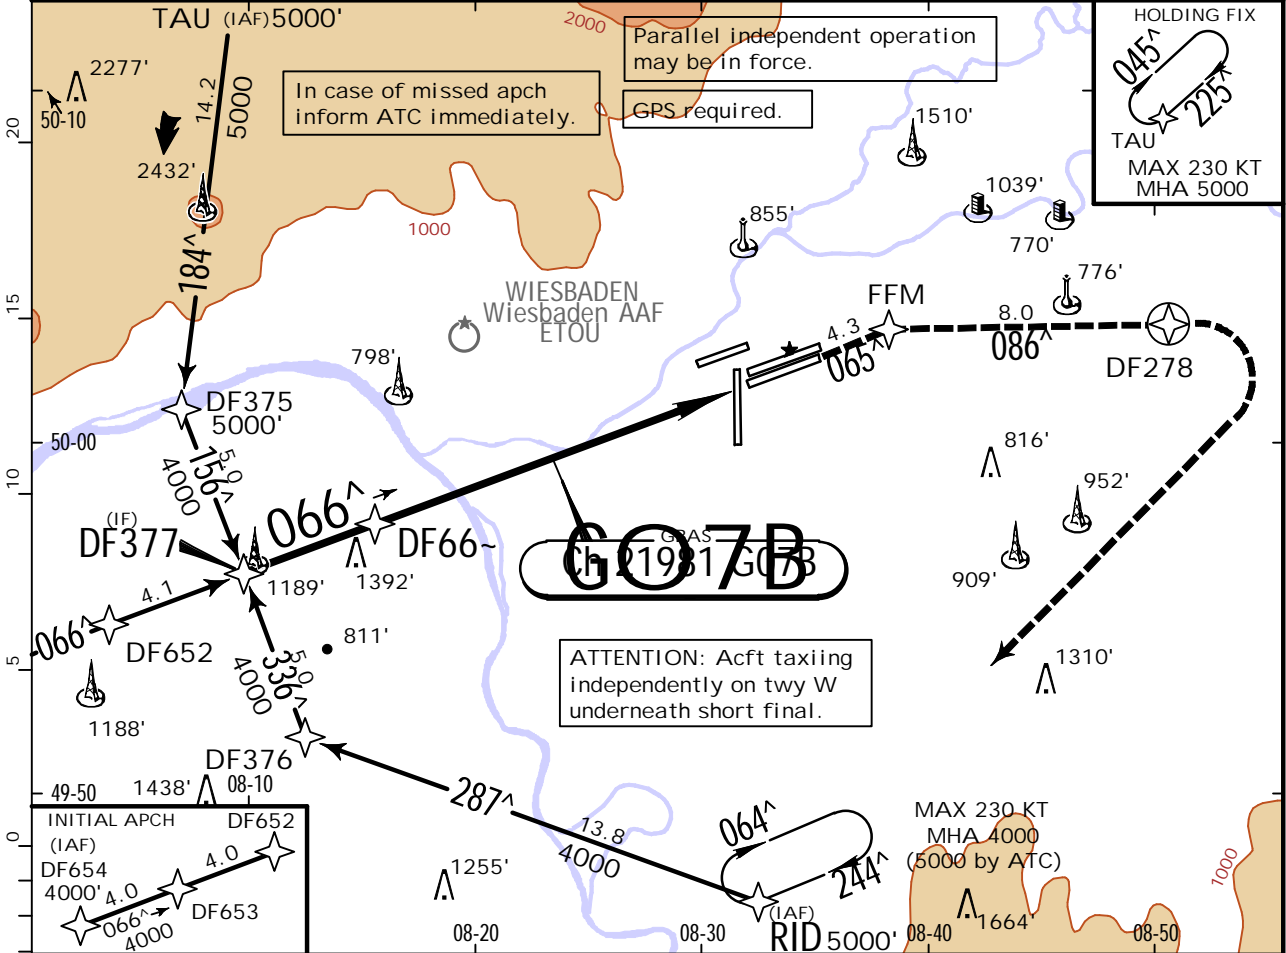 TAU (IAF) 5000'
2000
Parallel independent operation
may be in force.
HOLDING FIX
045^
225^
TAU
MAX 230 KT
MHA 5000
2277'
50-10
14.2
5000
In case of missed apch
inform ATC immediately.
GPS required.
1510'
20
2432'
1039'
770'
855'
1000
184^
776'
WIESBADEN
Wiesbaden AAF
ETOU
FFM
15
4.3
065^
8.0
086^
DF278
798'
DF375
5000'
50-00
5.0
156^
4000
816'
10
952'
(IF)
DF377
066^
DF66~
GBAS
Ch 21981 G07B
GO 7B
1392'
1189'
909'
4.1
066^
DF652
811'
5
5.0
336^
4000
ATTENTION: Acft taxiing
independently on twy W
underneath short final.
1310'
1188'
DF376
1438'
08-10
49-50
287^
13.8
4000
064^
244^
MAX 230 KT
MHA 4000
(5000 by ATC)
0
INITIAL APCH
(IAF)
DF654
4000'
4.0
066^
4000
DF653
4.0
DF652
1255'
1000
(IAF)
RID 5000'
1664'
08-20
08-30
08-40
08-50